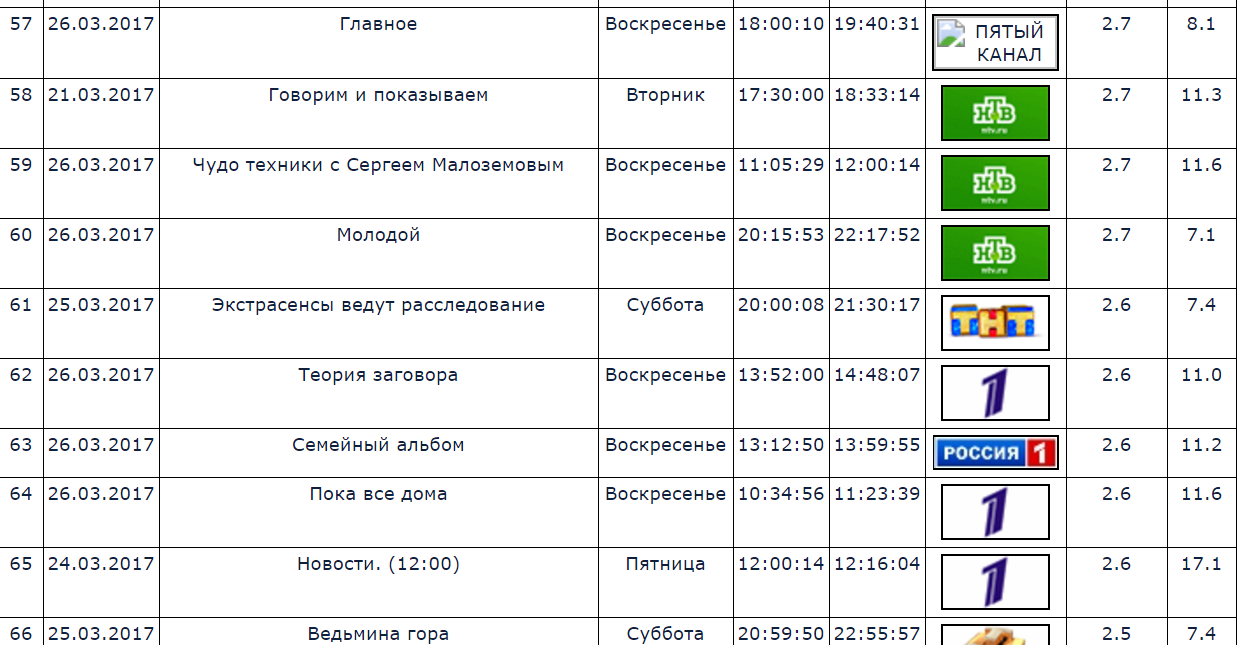 57 26.03.2017 Главное Воскресенье 18:00:10 19:40:31 ПЯТЫЙ КАНАЛ 2.7 8.1
58 21.03.2017 Говорим и показываем Вторник 17:30:00 18:33:14 НТВ ntv.ru 2.7 11.3
59 26.03.2017 Чудо техники с Сергеем Малоземовым Воскресенье 11:05:29 12:00:14 НТВ ntv.ru 2.7 11.6
60 26.03.2017 Молодой Воскресенье 20:15:53 22:17:52 НТВ ntv.ru 2.7 7.1
61 25.03.2017 Экстрасенсы ведут расследование Суббота 20:00:08 21:30:17 ТНТ 2.6 7.4
62 26.03.2017 Теория заговора Воскресенье 13:52:00 14:48:07 1 2.6 11.0
63 26.03.2017 Семейный альбом Воскресенье 13:12:50 13:59:55 РОССИЯ 1 2.6 11.2
64 26.03.2017 Пока все дома Воскресенье 10:34:56 11:23:39 1 2.6 11.6
65 24.03.2017 Новости. (12:00) Пятница 12:00:14 12:16:04 1 2.6 17.1
66 25.03.2017 Ведьмина гора Суббота 20:59:50 22:55:57 2.5 7.4